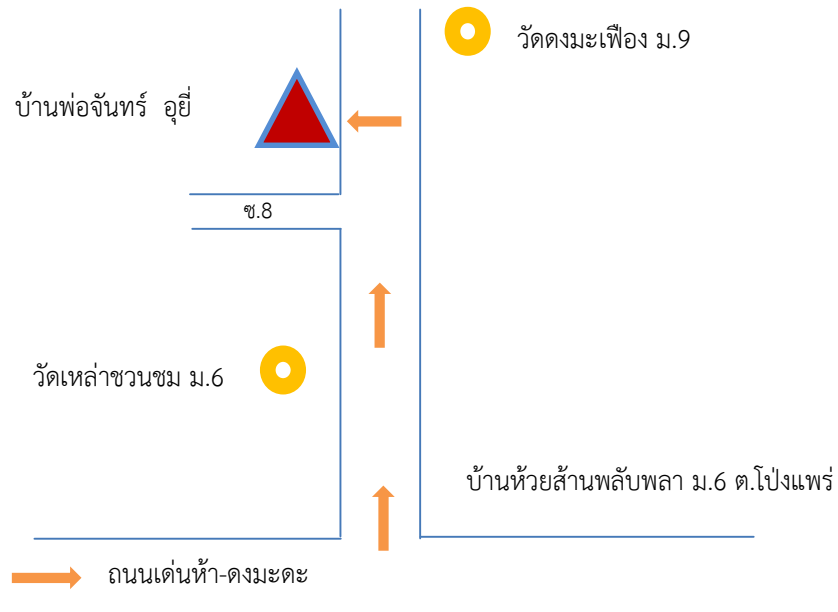 วัดดงมะเฟือง ม.9
บ้านพ่อจันทร์ อุยี่
ซ.8
วัดเหล่าชวนชม ม.6
บ้านห้วยส้านพลับพลา ม.6 ต.โป่งแพร่
ถนนเด่นห้า-ดงมะดะ